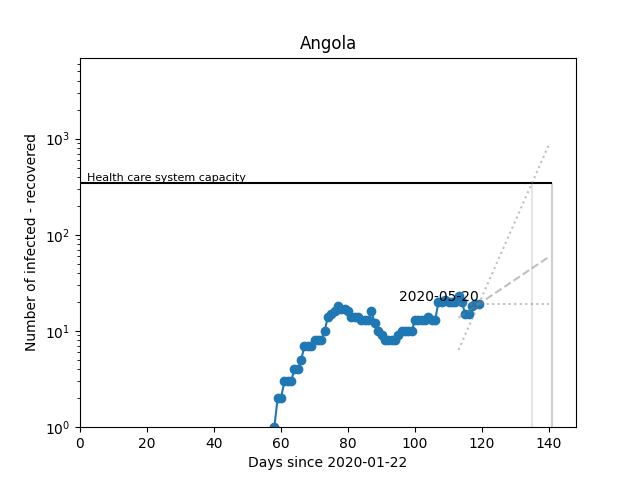 Angola
Number of infected - recovered
10³
10²
10¹
10⁰
Health care system capacity
2020-05-20
0 20 40 60 80 100 120 140
Days since 2020-01-22